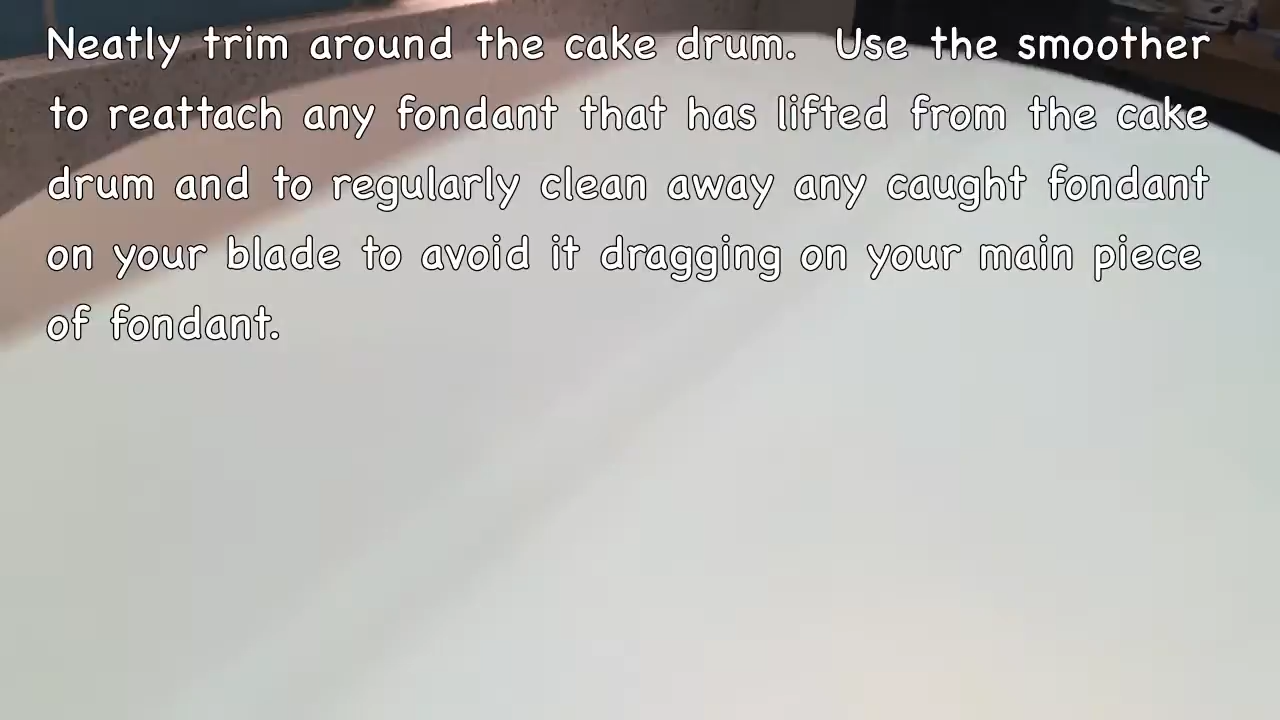 Neatly trim around the cake drum.  Use the smoother
to reattach any fondant that has lifted from the cake
drum and to regularly clean away any caught fondant
on your blade to avoid it dragging on your main piece
of fondant.